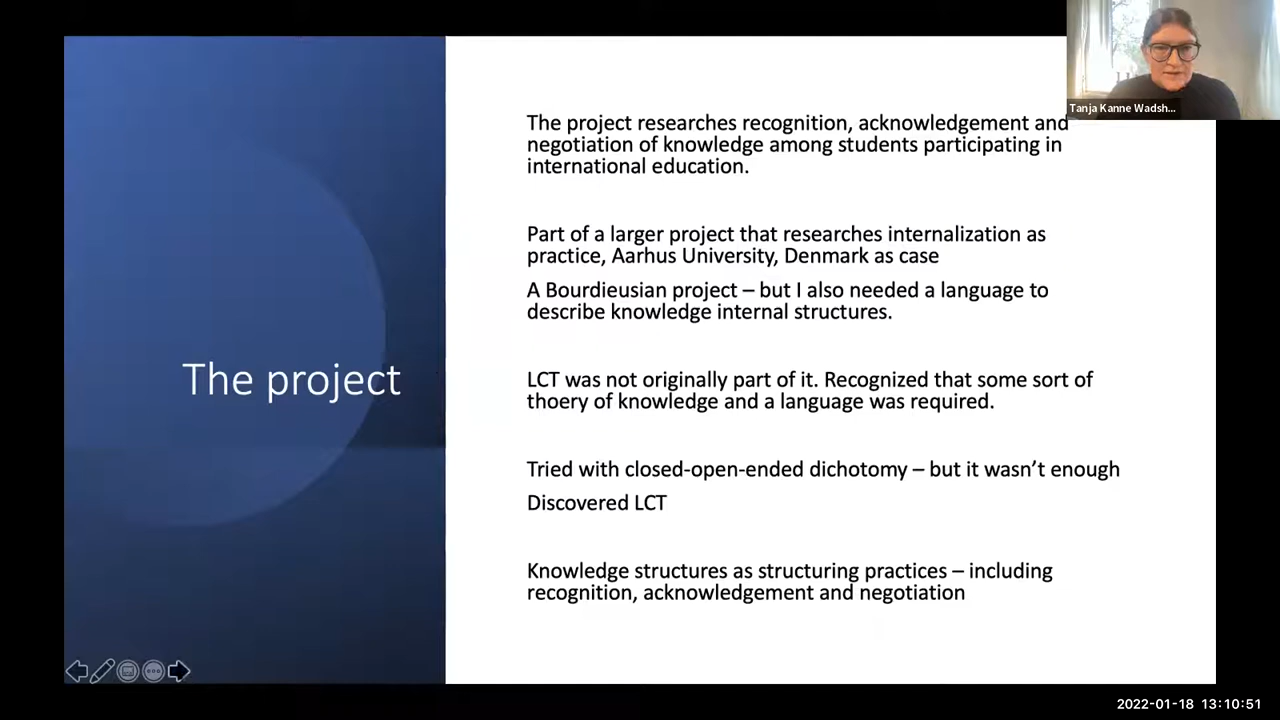 Tanja Kanne Wadsh...
The project researches recognition, acknowledgement and
negotiation of knowledge among students participating in
international education.
Part of a larger project that researches internalization as
practice, Aarhus University, Denmark as case
A Bourdieusian project – but I also needed a language to
describe knowledge internal structures.
The project
LCT was not originally part of it. Recognized that some sort of
thoery of knowledge and a language was required.
Tried with closed-open-ended dichotomy – but it wasn't enough
Discovered LCT
Knowledge structures as structuring practices – including
recognition, acknowledgement and negotiation
2022-01-18 13:10:51